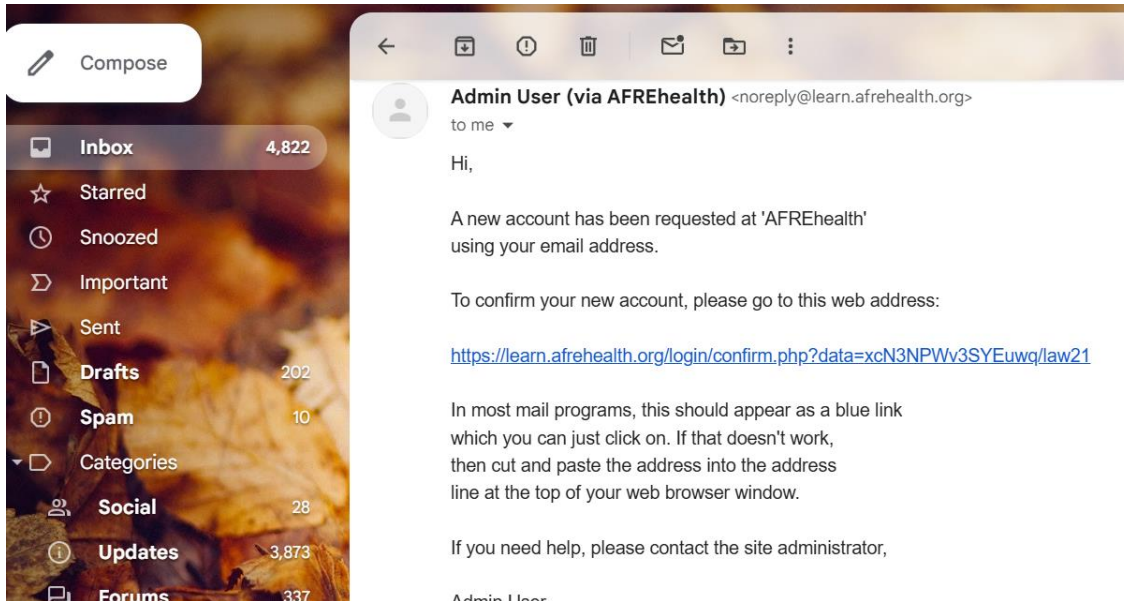 Compose
Inbox 4,822
Starred
Snoozed
Important
Sent
Drafts 202
Spam 10
Categories
Social 28
Updates 3,873
Forums 337
Admin User (via AFREhealth) <noreply@learn.afrehealth.org>
to me
Hi,
A new account has been requested at 'AFREhealth'
using your email address.
To confirm your new account, please go to this web address:
https://learn.afrehealth.org/login/confirm.php?data=xcN3NPWv3SYEuwq/law21
In most mail programs, this should appear as a blue link
which you can just click on. If that doesn't work,
then cut and paste the address into the address
line at the top of your web browser window.
If you need help, please contact the site administrator,
Admin User